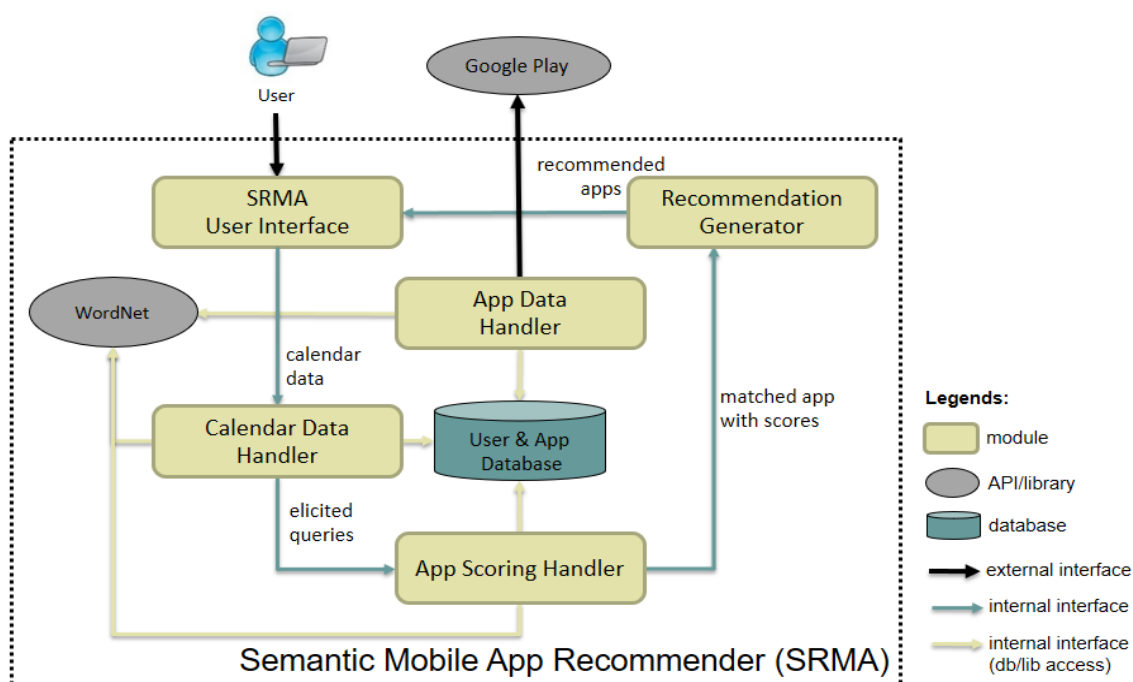 User
Google Play
recommended
apps
SRMA
User Interface
Recommendation
Generator
WordNet
App Data
Handler
calendar
data
matched app
with scores
Calendar Data
Handler
User & App
Database
elicited
queries
App Scoring Handler
Semantic Mobile App Recommender (SRMA)
Legends:
module
API/library
database
external interface
internal interface
internal interface
(db/lib access)